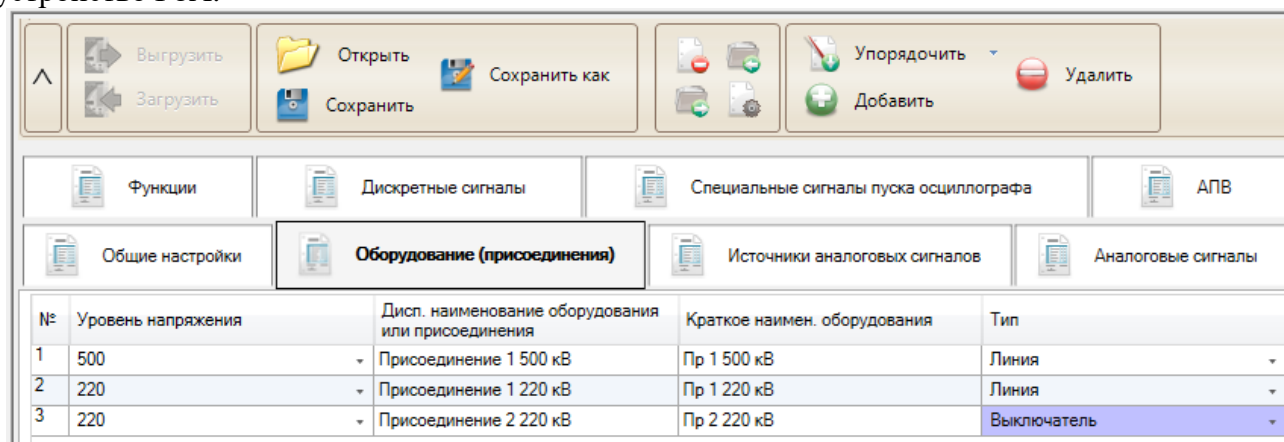 Выгрузить
Загрузить
Открыть
Сохранить
Сохранить как
Упорядочить
Добавить
Удалить
Функции
Дискретные сигналы
Специальные сигналы пуска осциллографа
АПВ
Общие настройки
Оборудование (присоединения)
Источники аналоговых сигналов
Аналоговые сигналы
№ Уровень напряжения Дисп. наименование оборудования или присоединения Краткое наимен. оборудования Тип
1 500 Присоединение 1 500 кВ Пр 1 500 кВ Линия
2 220 Присоединение 1 220 кВ Пр 1 220 кВ Линия
3 220 Присоединение 2 220 кВ Пр 2 220 кВ Выключатель